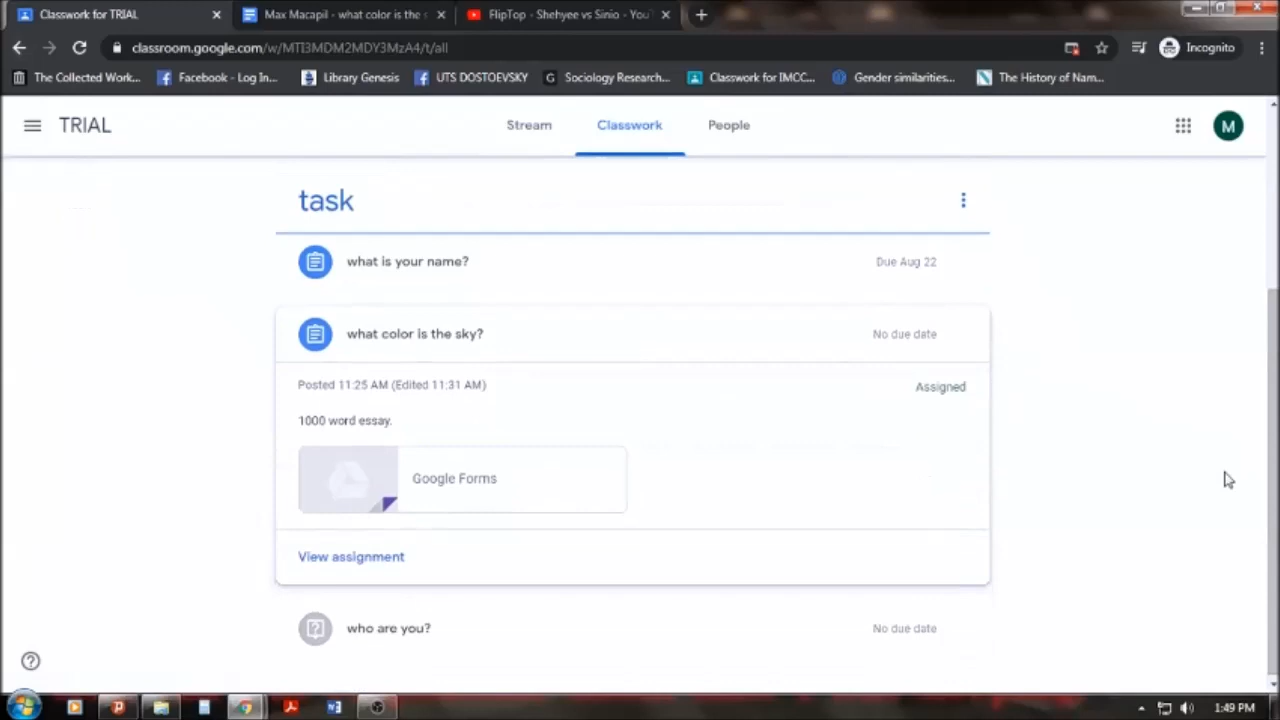 Classwork for TRIAL
Max Macapil - what color is the s
FlipTop - Shehyee vs Sinio - You
classroom.google.com/w/MTI3MDM2MDY3MzA4/t/all
Incognito
The Collected Work...
Facebook - Log In...
Library Genesis
UTS DOSTOEVSKY
Sociology Research...
Classwork for IMCC...
Gender similarities...
The History of Nam...
TRIAL
Stream
Classwork
People
M
task
what is your name?
Due Aug 22
what color is the sky?
No due date
Posted 11:25 AM (Edited 11:31 AM)
Assigned
1000 word essay.
Google Forms
View assignment
who are you?
No due date
1:49 PM